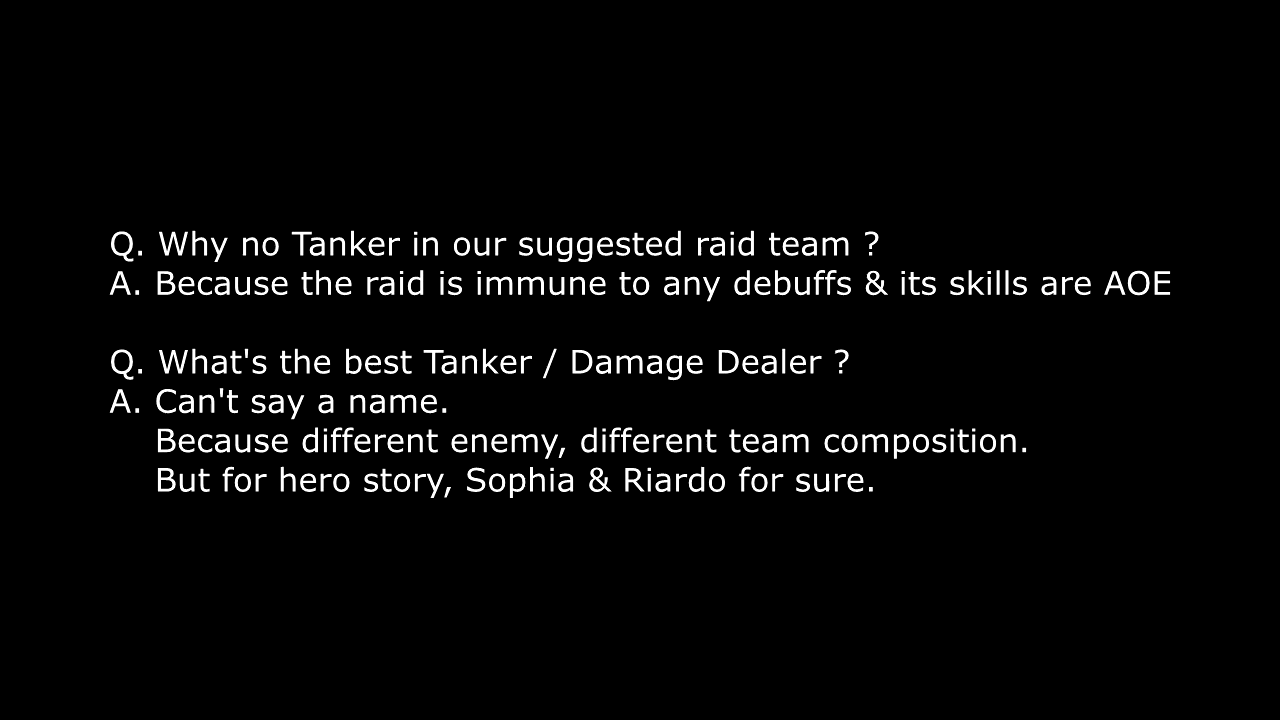 Q. Why no Tanker in our suggested raid team ?
A. Because the raid is immune to any debuffs & its skills are AOE
Q. What's the best Tanker / Damage Dealer ?
A. Can't say a name.
Because different enemy, different team composition.
But for hero story, Sophia & Riardo for sure.